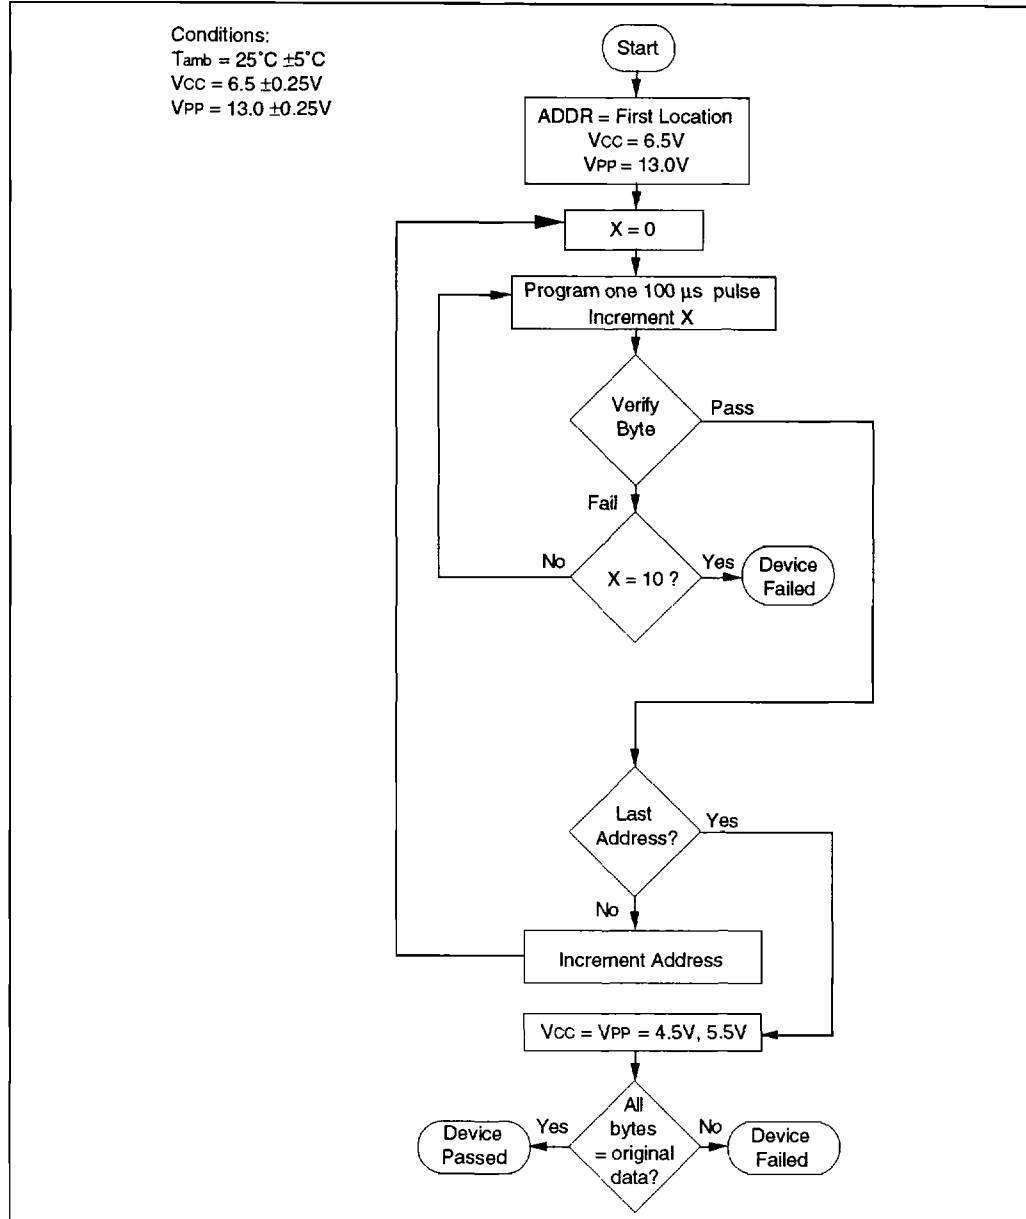 Conditions:
Tamb = 25˚C ±5˚C
VCC = 6.5 ±0.25V
VPP = 13.0 ±0.25V
Start
ADDR = First Location
VCC = 6.5V
VPP = 13.0V
X = 0
Program one 100 µs pulse
Increment X
Verify
Byte
Pass
Fail
X = 10 ?
No
Yes
Device
Failed
Last
Address?
Yes
No
Increment Address
VCC = VPP = 4.5V, 5.5V
All
bytes
= original
data?
Yes
No
Device
Passed
Device
Failed